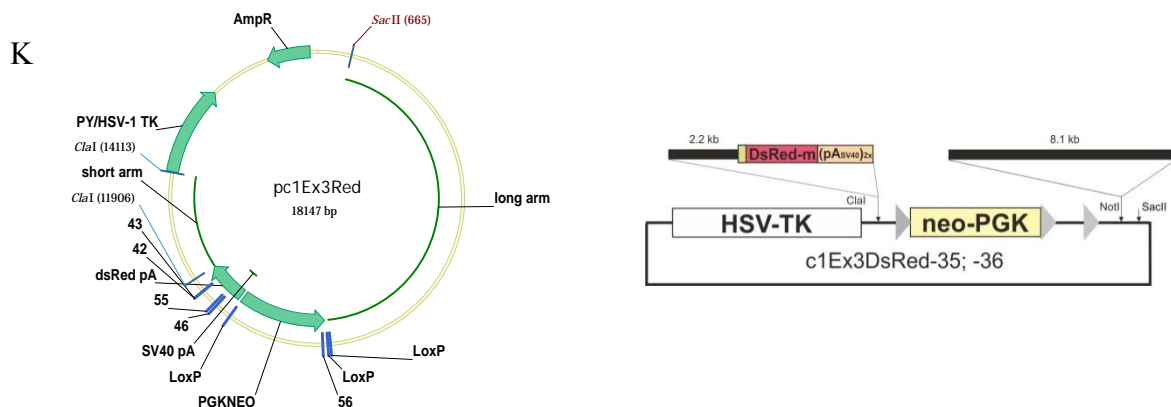 K
AmpR
SacII (665)
PY/HSV-1 TK
ClaI (14113)
short arm
ClaI (11906)
43
42
dsRed pA
55
46
SV40 pA
LoxP
PGKNEO
56
LoxP
LoxP
long arm
pc1Ex3Red
18147 bp
2.2 kb
8.1 kb
DsRed-m (pASV40)2x
ClaI
NotI
SacII
HSV-TK
neo-PGK
c1Ex3DsRed-35; -36